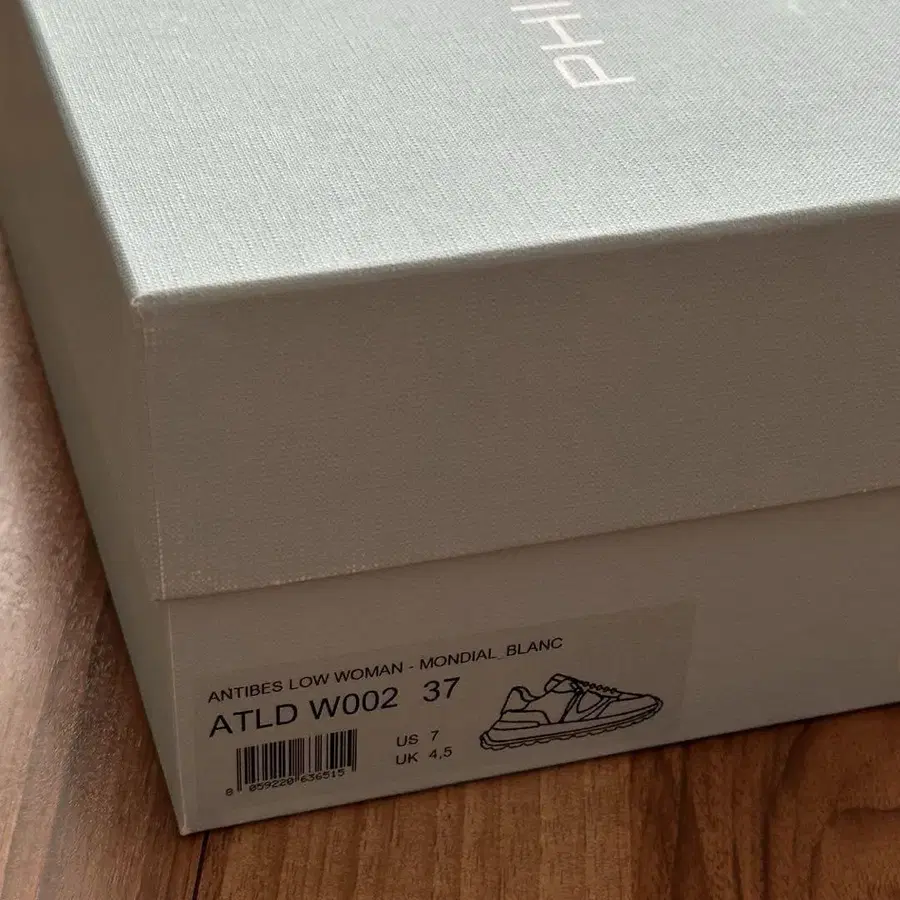 PHI
ANTIBES LOW WOMAN - MONDIAL_BLANC
ATLD W002 37
US 7
UK 4,5
8 059220 636515